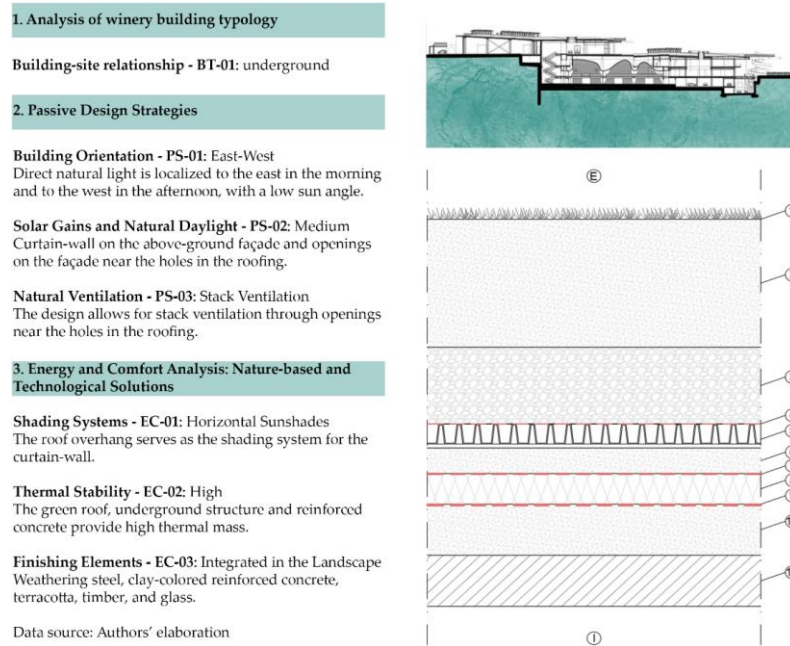 1. Analysis of winery building typology
Building-site relationship - BT-01: underground
2. Passive Design Strategies
Building Orientation - PS-01: East-West
Direct natural light is localized to the east in the morning
and to the west in the afternoon, with a low sun angle.
Solar Gains and Natural Daylight - PS-02: Medium
Curtain-wall on the above-ground façade and openings
on the façade near the holes in the roofing.
Natural Ventilation - PS-03: Stack Ventilation
The design allows for stack ventilation through openings
near the holes in the roofing.
3. Energy and Comfort Analysis: Nature-based and
Technological Solutions
Shading Systems - EC-01: Horizontal Sunshades
The roof overhang serves as the shading system for the
curtain-wall.
Thermal Stability - EC-02: High
The green roof, underground structure and reinforced
concrete provide high thermal mass.
Finishing Elements - EC-03: Integrated in the Landscape
Weathering steel, clay-colored reinforced concrete,
terracotta, timber, and glass.
Data source: Authors' elaboration
E
I